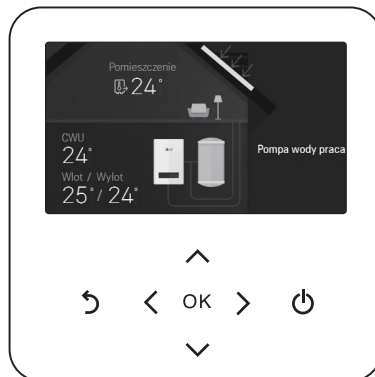 Pomieszczenie
24°
CWU
24°
Wlot / Wylot
25°/ 24°
Pompa wody praca
OK